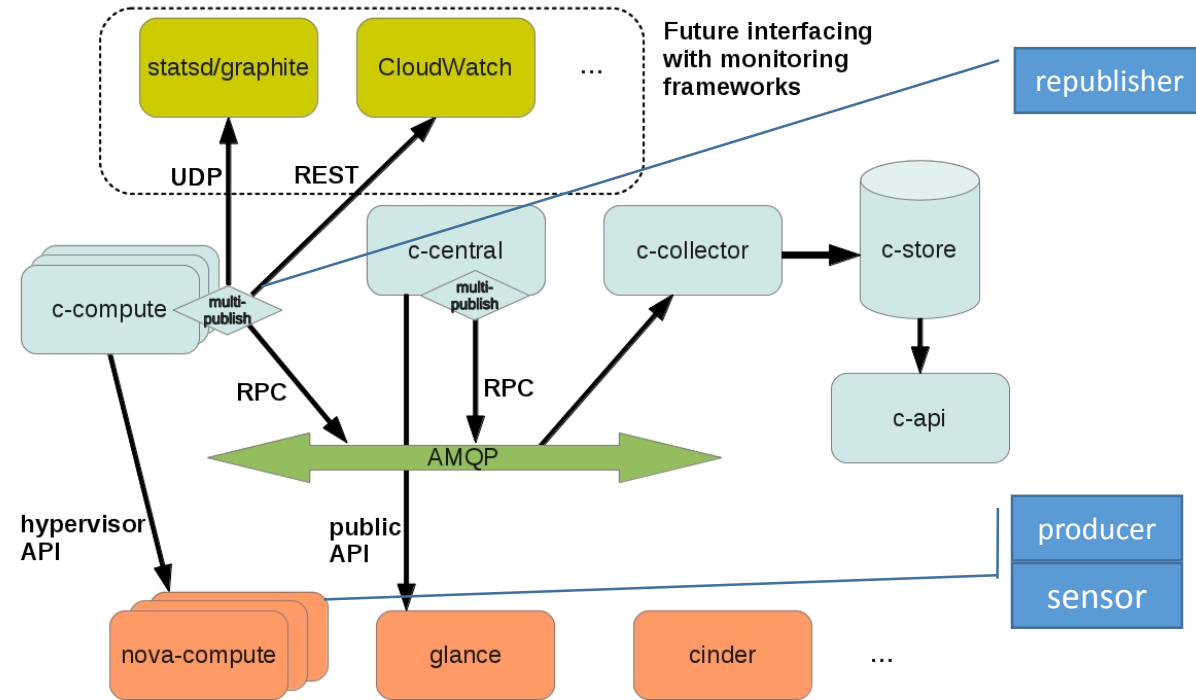 statsd/graphite
CloudWatch
...
Future interfacing
with monitoring
frameworks
republisher
UDP
REST
c-compute
multi-
publish
c-central
multi-
publish
c-collector
c-store
RPC
RPC
c-api
AMQP
hypervisor
API
public
API
producer
sensor
nova-compute
glance
cinder
...